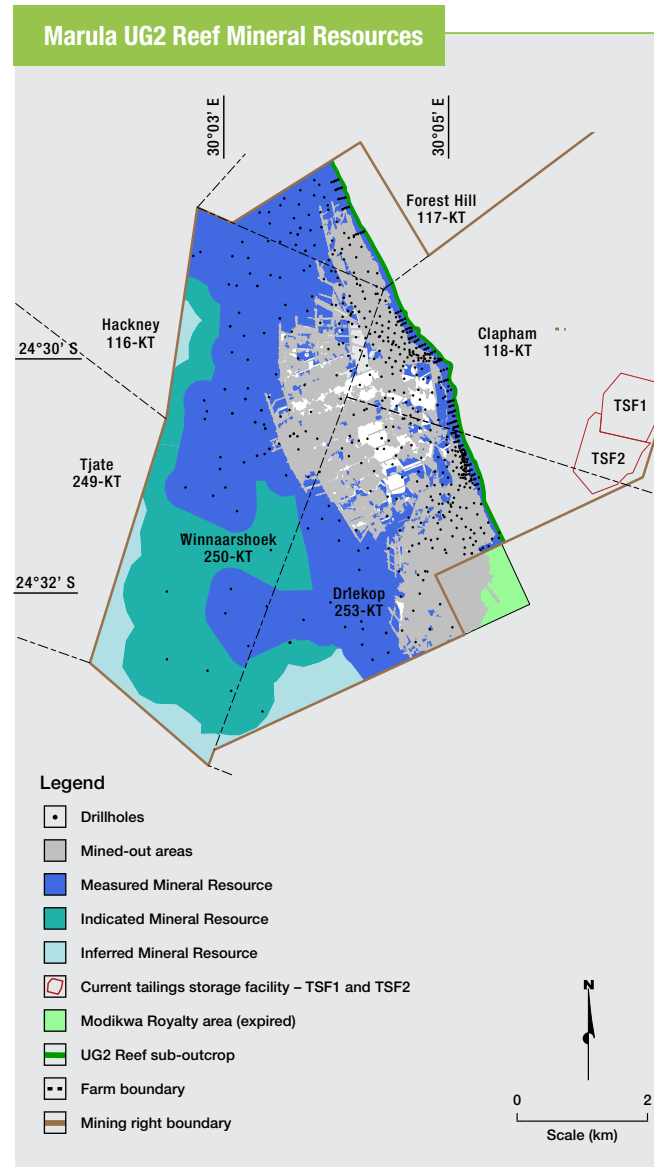 Marula UG2 Reef Mineral Resources
30°03' E
30°05' E
Forest Hill
117-KT
Hackney
116-KT
Clapham
118-KT
24°30' S
TSF1
TSF2
Tjate
249-KT
Winnaarshoek
250-KT
24°32' S
Driekop
253-KT
Legend
Drillholes
Mined-out areas
Measured Mineral Resource
Indicated Mineral Resource
Inferred Mineral Resource
Current tailings storage facility – TSF1 and TSF2
Modikwa Royalty area (expired)
UG2 Reef sub-outcrop
Farm boundary
Mining right boundary
N
0 2
Scale (km)